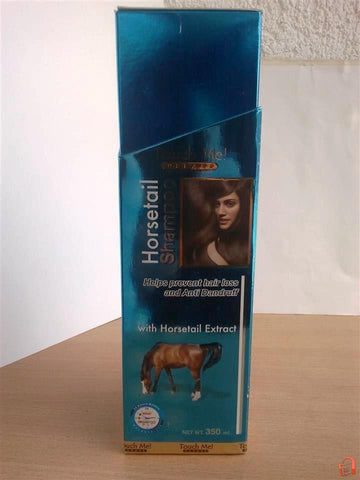 Touch Me!
Horsetail
Shampoo
Helps prevent hair loss
and Anti Dandruff
with Horsetail Extract
NET. WT. 350 ml.
Touch Me!
Touch Me!
To